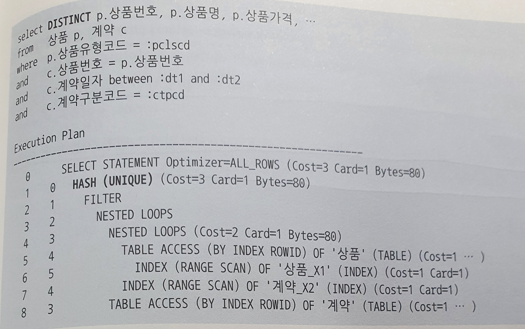 select DISTINCT p.상품번호, p.상품명, p.상품가격, …
from 상품 p, 계약 c
where p.상품유형코드 = :pclscd
and c.상품번호 = p.상품번호
and c.계약일자 between :dt1 and :dt2
and c.계약구분코드 = :ctpcd
Execution Plan
--------------------------------------------------
0 SELECT STATEMENT Optimizer=ALL_ROWS (Cost=3 Card=1 Bytes=80)
1 0 HASH (UNIQUE) (Cost=3 Card=1 Bytes=80)
2 1 FILTER
3 2 NESTED LOOPS
4 3 NESTED LOOPS (Cost=2 Card=1 Bytes=80)
5 4 TABLE ACCESS (BY INDEX ROWID) OF '상품' (TABLE) (Cost=1 … )
6 5 INDEX (RANGE SCAN) OF '상품_X1' (INDEX) (Cost=1 Card=1)
7 4 INDEX (RANGE SCAN) OF '계약_X2' (INDEX) (Cost=1 Card=1)
8 3 TABLE ACCESS (BY INDEX ROWID) OF '계약' (TABLE) (Cost=1 … )